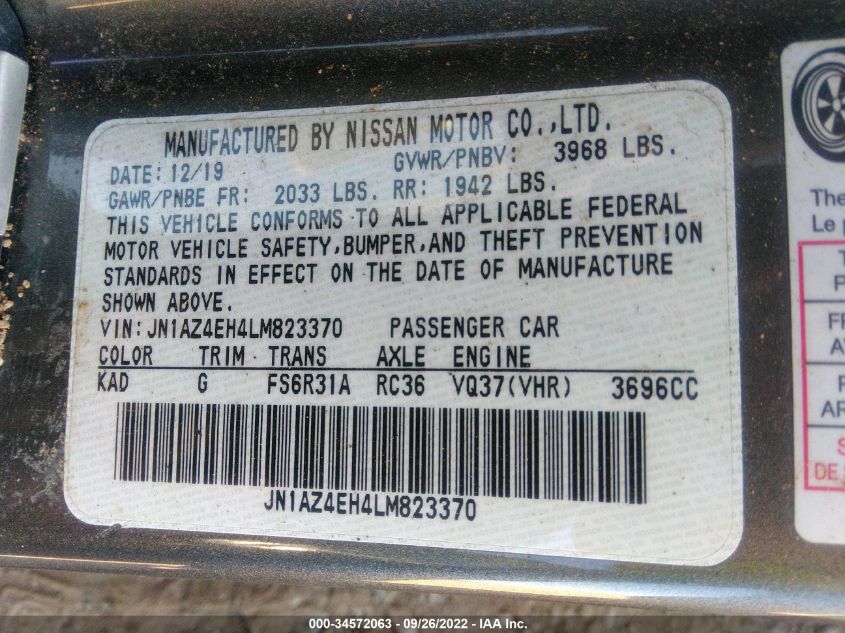 MANUFACTURED BY NISSAN MOTOR CO.,LTD.
DATE: 12/19 GVWR/PNBV: 3968 LBS.
GAWR/PNBE FR: 2033 LBS. RR: 1942 LBS.
THIS VEHICLE CONFORMS TO ALL APPLICABLE FEDERAL
MOTOR VEHICLE SAFETY,BUMPER,AND THEFT PREVENTION
STANDARDS IN EFFECT ON THE DATE OF MANUFACTURE
SHOWN ABOVE.
VIN:JN1AZ4EH4LM823370 PASSENGER CAR
COLOR TRIM TRANS AXLE ENGINE
KAD G FS6R31A RC36 VQ37(VHR) 3696CC
JN1AZ4EH4LM823370
The
Le
DE
000-34572063 - 09/26/2022 - IAA, Inc.